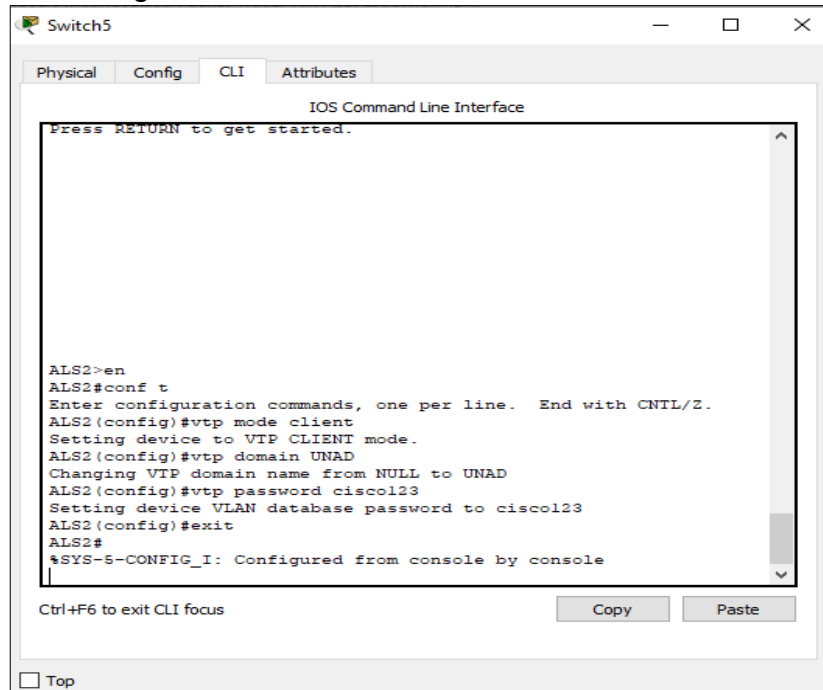 Switch5
Physical Config CLI Attributes
IOS Command Line Interface
Press RETURN to get started.
ALS2>en
ALS2#conf t
Enter configuration commands, one per line. End with CNTL/Z.
ALS2(config)#vtp mode client
Setting device to VTP CLIENT mode.
ALS2(config)#vtp domain UNAD
Changing VTP domain name from NULL to UNAD
ALS2(config)#vtp password cisco123
Setting device VLAN database password to cisco123
ALS2(config)#exit
ALS2#
%SYS-5-CONFIG_I: Configured from console by console
Ctrl+F6 to exit CLI focus
Copy Paste
Top